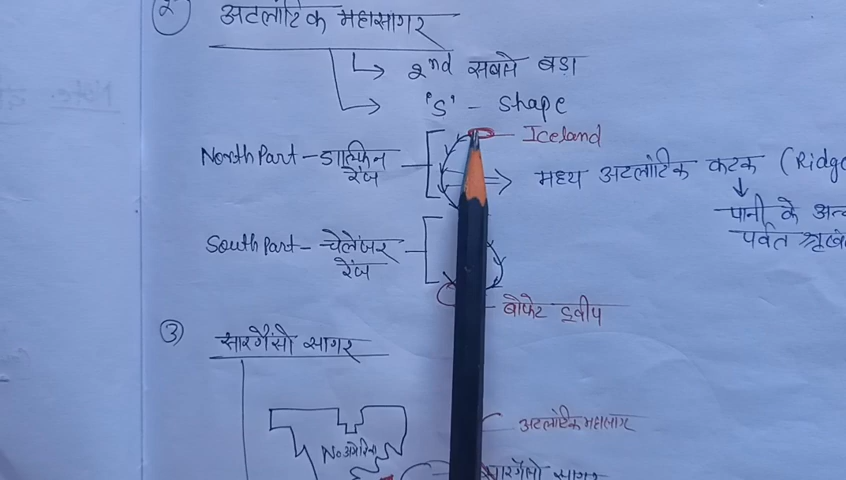 2 अटलांटिक महासागर
2nd सबसे बड़ा
'S' - Shape
Iceland
North Part - डाल्फिन
रेंज
मध्य अटलांटिक कटक (Ridge
पानी के अन्
पर्वत श्रृखं
South Part - चेलेंजर
रेंज
बोफेट द्वीप
3 सारगैसो सागर
अटलांटिक महासागर
No अमेरिका
सारगैसो सागर